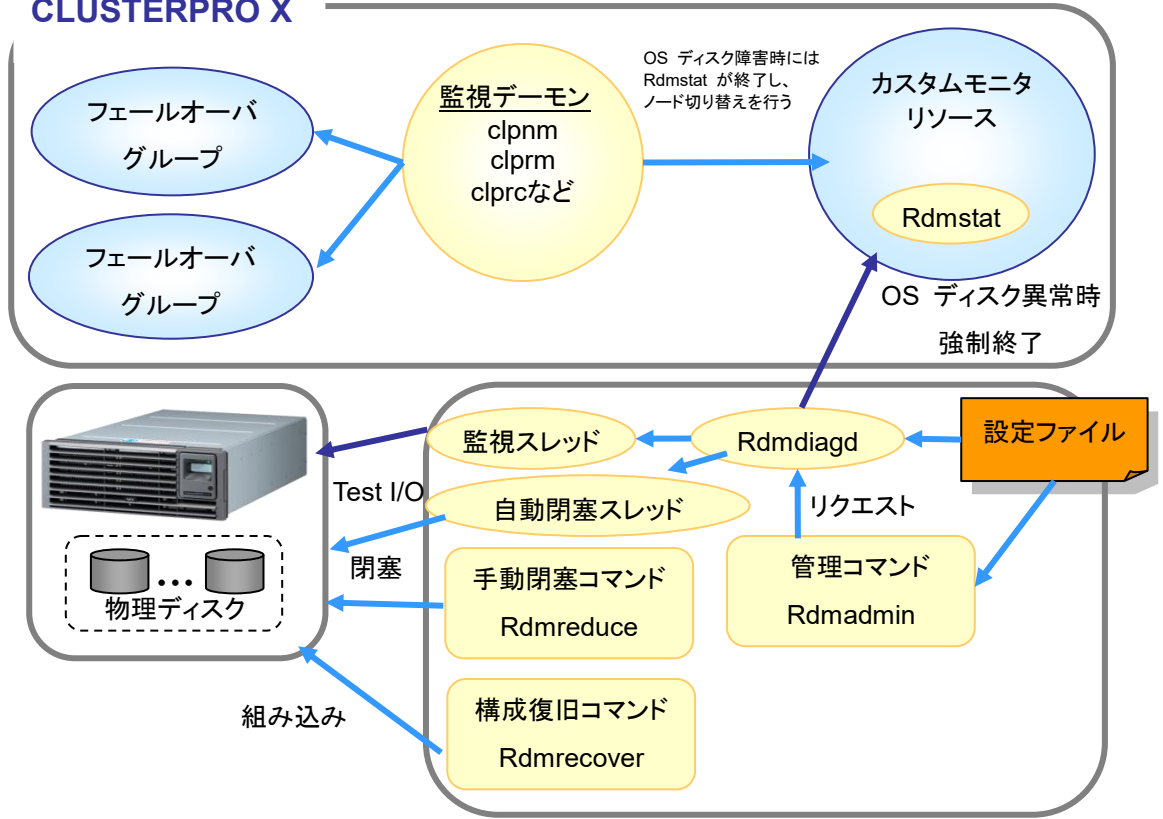 CLUSTERPRO X
フェールオーバ
グループ
フェールオーバ
グループ
監視デーモン
clpnm
clprm
clprcなど
OS ディスク障害時には
Rdmstat が終了し、
ノード切り替えを行う
カスタムモニタ
リソース
Rdmstat
OS ディスク異常時
強制終了
物理ディスク
Test I/O
閉塞
組み込み
監視スレッド
自動閉塞スレッド
手動閉塞コマンド
Rdmreduce
構成復旧コマンド
Rdmrecover
Rdmdiagd
リクエスト
管理コマンド
Rdmadmin
設定ファイル